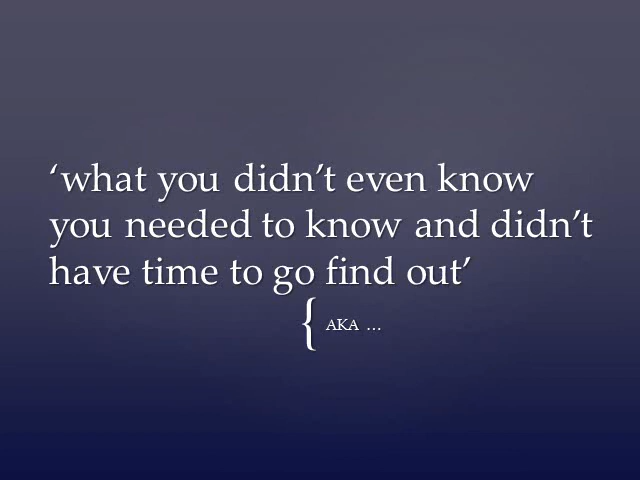 ‘what you didn’t even know
you needed to know and didn’t
have time to go find out’
{ AKA …